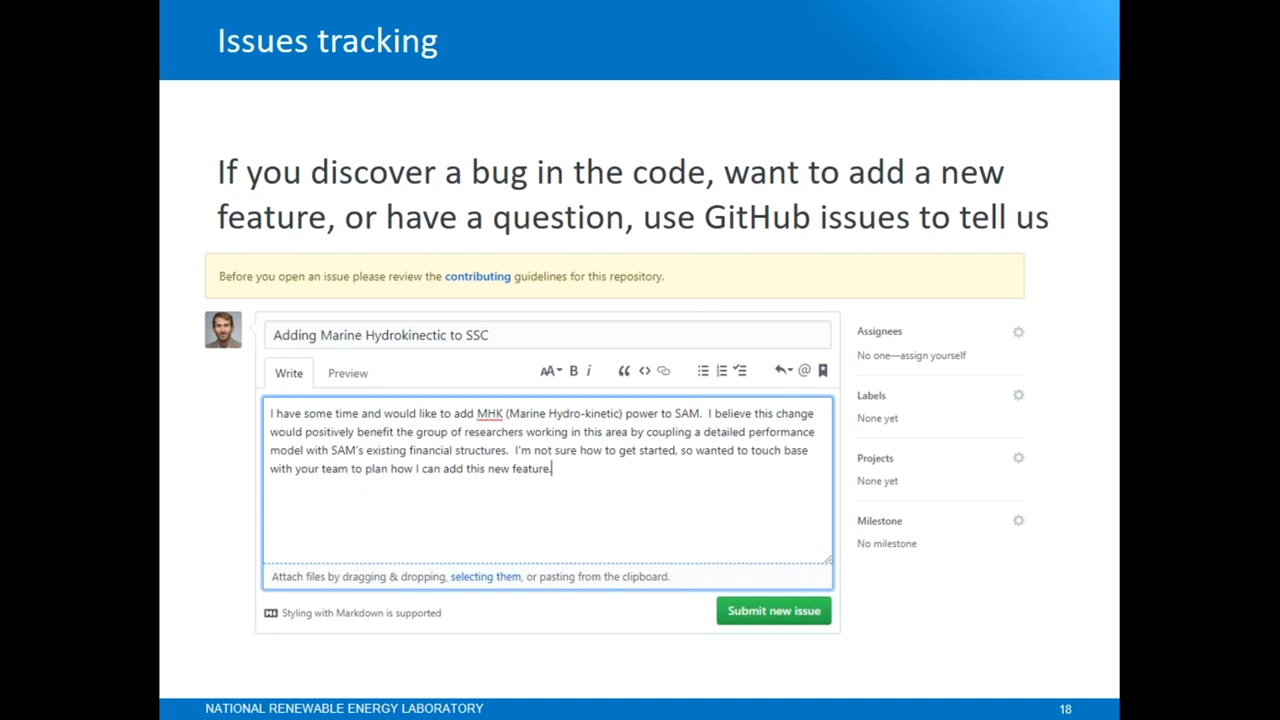 Issues tracking
If you discover a bug in the code, want to add a new
feature, or have a question, use GitHub issues to tell us
Before you open an issue please review the contributing guidelines for this repository.
Adding Marine Hydrokinectic to SSC
Write Preview AA B i
I have some time and would like to add MHK (Marine Hydro-kinetic) power to SAM. I believe this change
would positively benefit the group of researchers working in this area by coupling a detailed performance
model with SAM's existing financial structures. I'm not sure how to get started, so wanted to touch base
with your team to plan how I can add this new feature.
Attach files by dragging & dropping, selecting them, or pasting from the clipboard.
Styling with Markdown is supported
Submit new issue
Assignees
No one—assign yourself
Labels
None yet
Projects
None yet
Milestone
No milestone
NATIONAL RENEWABLE ENERGY LABORATORY
18